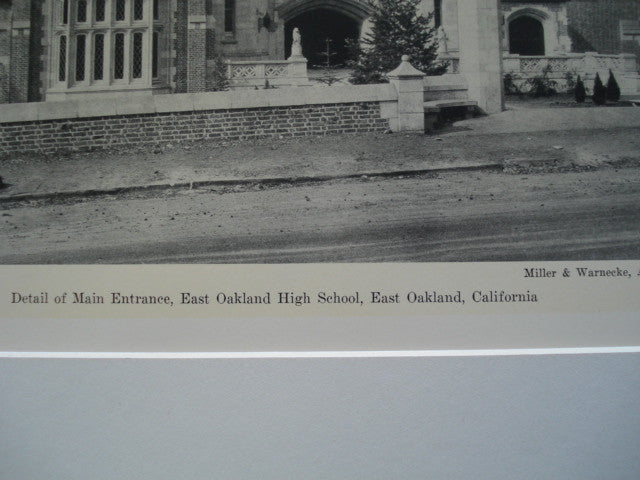 Miller & Warnecke,
Detail of Main Entrance, East Oakland High School, East Oakland, California